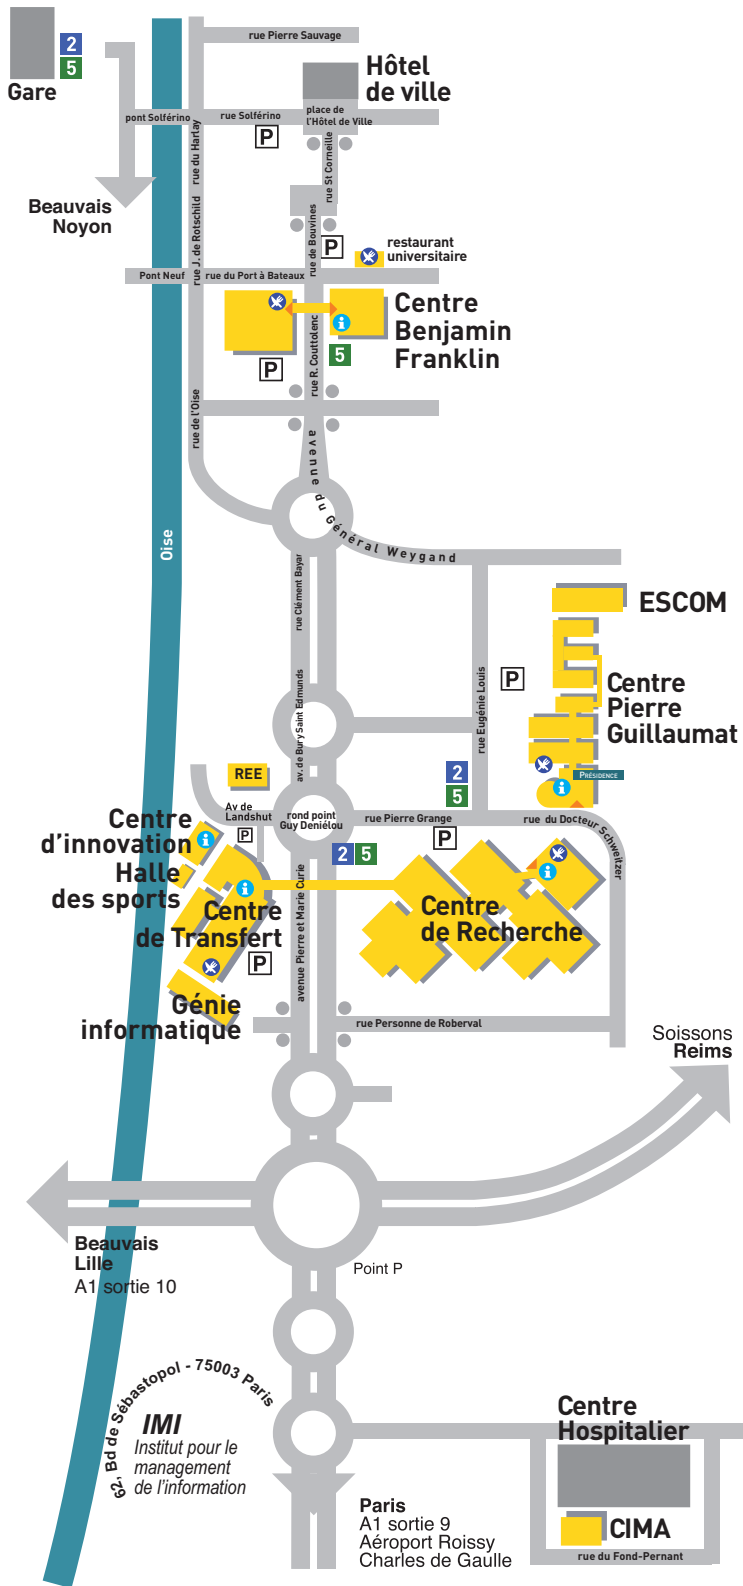 rue Pierre Sauvage
2
5
Gare
Hôtel
de ville
pont Solférino
rue Solférino
place de
l'Hôtel de Ville
P
rue du Harlay
rue St Corneille
Beauvais
Noyon
rue J. de Rotschild
rue de Bouvines
P
restaurant
universitaire
Pont Neuf
rue du Port à Bateaux
Centre
Benjamin
Franklin
i
rue R. Couttolenc
5
P
rue de l'Oise
avenue du Général Weygand
Oise
rue Clément Bayar
ESCOM
rue Eugénie Louis
P
Centre
Pierre
Guillaumat
av. de Bury Saint Edmunds
PRÉSIDENCE
i
REE
2
5
Av de
Landshut
rond point
Guy Deniélou
rue Pierre Grange
rue du Docteur Schweitzer
P
P
Centre
d'innovation
i
2 5
Halle
des sports
i
i
Centre
de Transfert
Centre
de Recherche
avenue Pierre et Marie Curie
P
Génie
informatique
rue Personne de Roberval
Soissons
Reims
Beauvais
Lille
A1 sortie 10
Point P
62, Bd de Sébastopol - 75003 Paris
IMI
Institut pour le
management
de l'information
Centre
Hospitalier
Paris
A1 sortie 9
Aéroport Roissy
Charles de Gaulle
CIMA
rue du Fond-Pernant